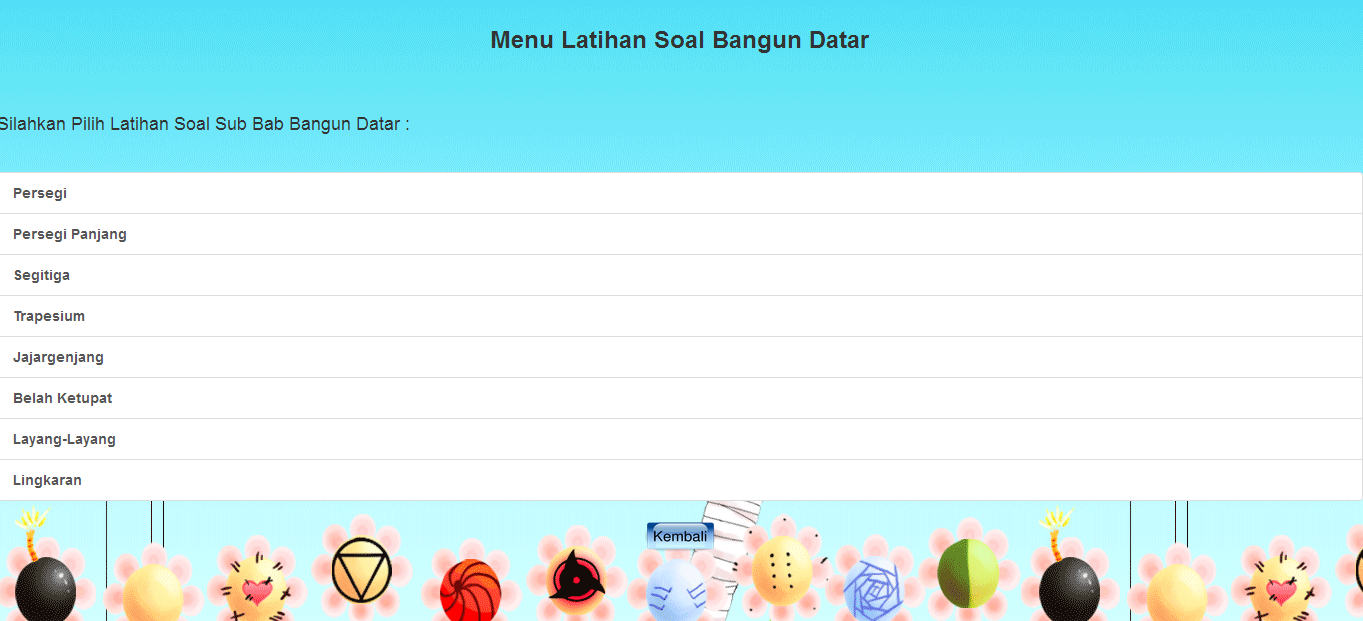 Menu Latihan Soal Bangun Datar
Silahkan Pilih Latihan Soal Sub Bab Bangun Datar :
Persegi
Persegi Panjang
Segitiga
Trapesium
Jajargenjang
Belah Ketupat
Layang-Layang
Lingkaran
Kembali